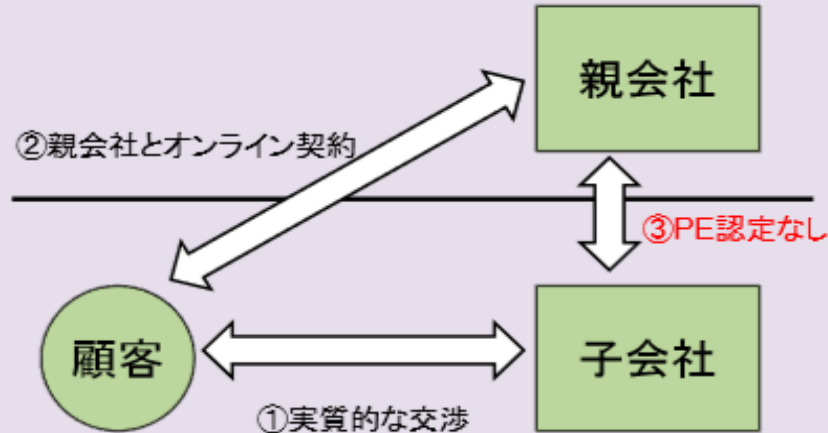 親会社
②親会社とオンライン契約
③PE認定なし
顧客
子会社
①実質的な交渉